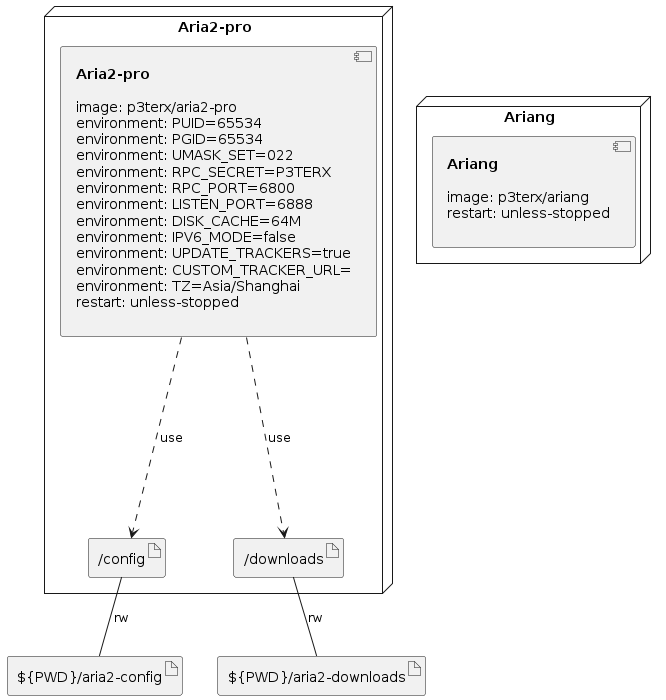 Aria2-pro
Aria2-pro
image: p3terx/aria2-pro
environment: PUID=65534
environment: PGID=65534
environment: UMASK_SET=022
environment: RPC_SECRET=P3TERX
environment: RPC_PORT=6800
environment: LISTEN_PORT=6888
environment: DISK_CACHE=64M
environment: IPV6_MODE=false
environment: UPDATE_TRACKERS=true
environment: CUSTOM_TRACKER_URL=
environment: TZ=Asia/Shanghai
restart: unless-stopped
Ariang
Ariang
image: p3terx/ariang
restart: unless-stopped
use
use
/config
/downloads
rw
rw
${PWD}/aria2-config
${PWD}/aria2-downloads